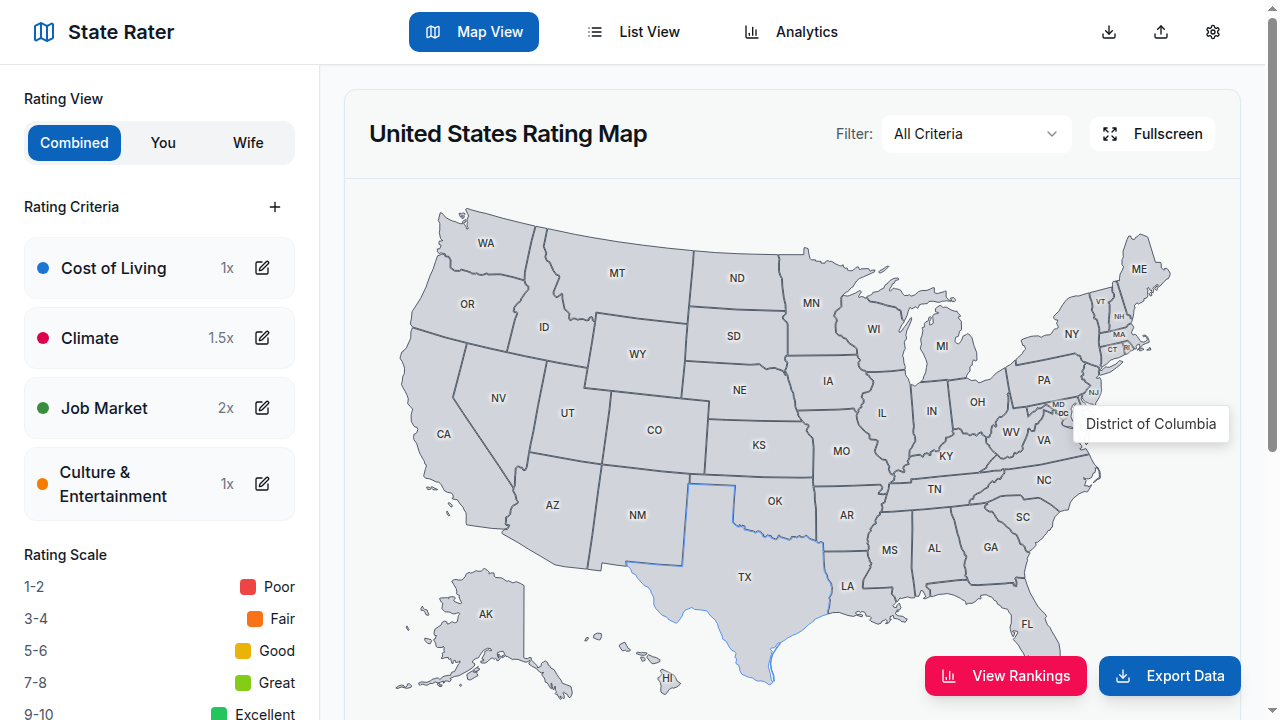 State Rater
Map View
List View
Analytics
Rating View
Combined
You
Wife
Rating Criteria
Cost of Living
1x
Climate
1.5x
Job Market
2x
Culture &
Entertainment
1x
Rating Scale
1-2
Poor
3-4
Fair
5-6
Good
7-8
Great
9-10
Excellent
United States Rating Map
Filter:
All Criteria
Fullscreen
WA
OR
CA
ID
NV
MT
WY
UT
AZ
CO
NM
ND
SD
NE
KS
OK
TX
MN
IA
MO
AR
LA
WI
IL
MI
IN
OH
KY
TN
MS
AL
GA
FL
SC
NC
VA
WV
PA
NY
VT
NH
ME
MA
CT
RI
NJ
MD
DC
AK
HI
District of Columbia
View Rankings
Export Data